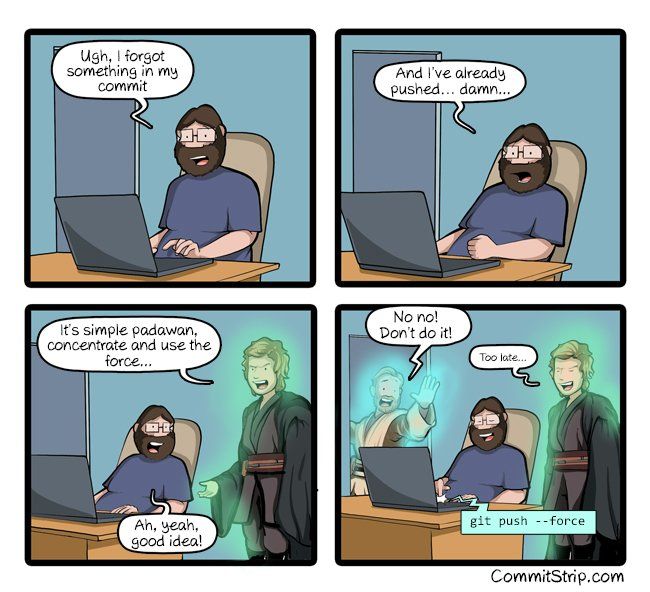 Ugh, I forgot
something in my
commit
And I've already
pushed... damn...
It's simple padawan,
concentrate and use the
force...
Ah, yeah,
good idea!
No no!
Don't do it!
Too late...
git push --force
CommitStrip.com